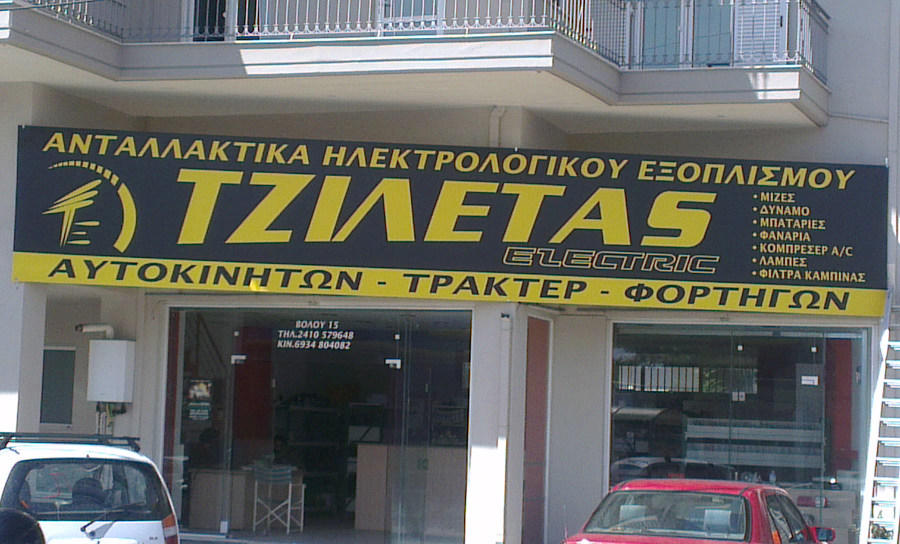 ΑΝΤΑΛΛΑΚΤΙΚΑ ΗΛΕΚΤΡΟΛΟΓΙΚΟΥ ΕΞΟΠΛΙΣΜΟΥ
ΤΖΙΛΕΤΑS
ELECTRIC
• ΜΙΖΕΣ
• ΔΥΝΑΜΟ
• ΜΠΑΤΑΡΙΕΣ
• ΦΑΝΑΡΙΑ
• ΚΟΜΠΡΕΣΕΡ A/C
• ΛΑΜΠΕΣ
• ΦΙΛΤΡΑ ΚΑΜΠΙΝΑΣ
ΑΥΤΟΚΙΝΗΤΩΝ - ΤΡΑΚΤΕΡ - ΦΟΡΤΗΓΩΝ
ΒΟΛΟΥ 15
ΤΗΛ.2410 579648
ΚΙΝ.6934 804082